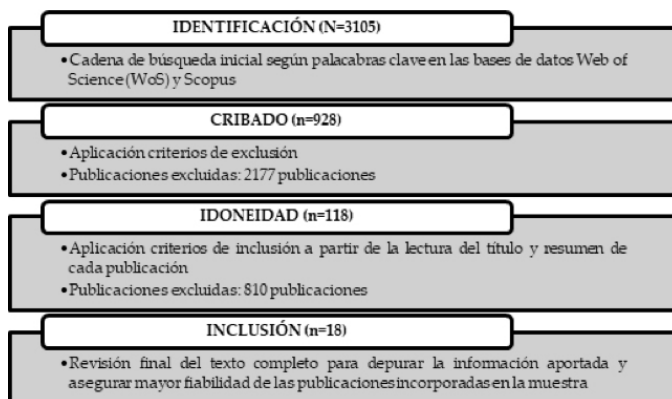 IDENTIFICACIÓN (N=3105)
•Cadena de búsqueda inicial según palacabras clave en las bases de datos Web of
Science (WoS) y Scopus
CRIBADO (n=928)
•Aplicación criterios de exclusión
•Publicaciones excluidas: 2177 publicaciones
IDONEIDAD (n=118)
•Aplicación criterios de inclusión a partir de la lectura del título y resumen de
cada publicación
•Publicaciones excluidas: 810 publicaciones
INCLUSIÓN (n=18)
•Revisión final del texto completo para depurar la información aportada y
asegurar mayor fiabilidad de las publicaciones incorporadas en la muestra